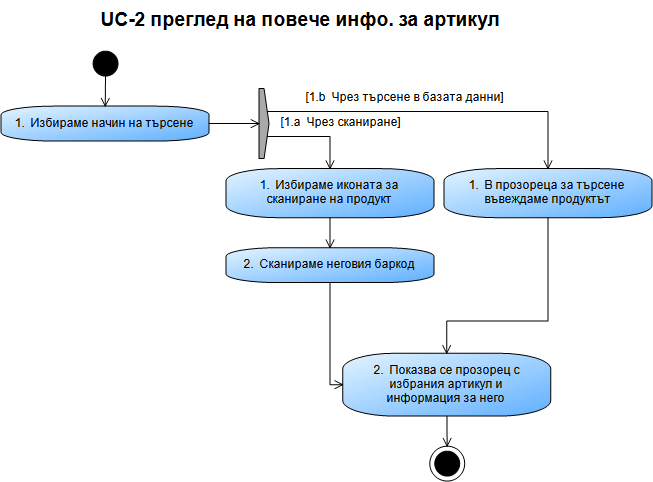 UC-2 преглед на повече инфо. за артикул
[1.b Чрез търсене в базата данни]
1. Избираме начин на търсене
[1.a Чрез сканиране]
1. Избираме иконата за
сканиране на продукт
1. В прозореца за търсене
въвеждаме продуктът
2. Сканираме неговия баркод
2. Показва се прозорец с
избрания артикул и
информация за него